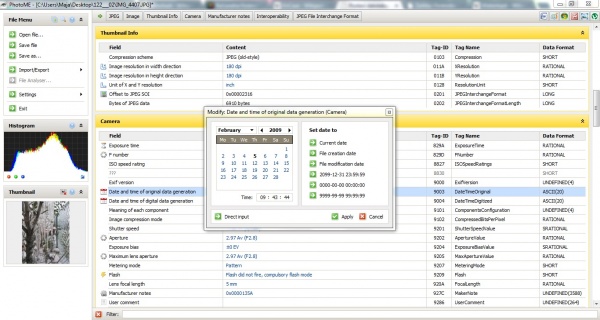 PhotoME - [C:\Users\Maja\Desktop\122___02\IMG_4407.JPG]*
File Menu
JPEG Image Thumbnail Info Camera Manufacturer notes Interoperability JPEG File Interchange Format
Open file...
Save file
Save as...
Import/Export
File Analyser...
Settings
Exit
Histogram
Thumbnail
Thumbnail Info
Field Content Tag-ID Tag Name Data Format
Compression scheme JPEG (old-style) 0103 Compression SHORT
Image resolution in width direction 180 dpi 011A XResolution RATIONAL
Image resolution in height direction 180 dpi 011B YResolution RATIONAL
Unit of X and Y resolution inch 0128 ResolutionUnit SHORT
Offset to JPEG SOI 0x00002316 0201 JPEGInterchangeFormat LONG
Bytes of JPEG data 6910 bytes 0202 JPEGInterchangeFormatLength LONG
Camera
Field Tag-ID Tag Name Data Format
Exposure time 829A ExposureTime RATIONAL
F number 829D FNumber RATIONAL
ISO speed rating 8827 ISOSpeedRatings SHORT
??? 8830 SHORT
Exif version 9000 ExifVersion UNDEFINED(4)
Date and time of original data generation 9003 DateTimeOriginal ASCII(20)
Date and time of digital data generation 9004 DateTimeDigitized ASCII(20)
Meaning of each component 9101 ComponentsConfiguration UNDEFINED(4)
Image compression mode 9102 CompressedBitsPerPixel RATIONAL
Shutter speed 9201 ShutterSpeedValue SRATIONAL
Aperture 2.97 Av (F2.8) 9202 ApertureValue RATIONAL
Exposure bias ±0 EV 9204 ExposureBiasValue SRATIONAL
Maximum lens aperture 2.97 Av (F2.8) 9205 MaxApertureValue RATIONAL
Metering mode Pattern 9207 MeteringMode SHORT
Flash Flash did not fire, compulsory flash mode 9209 Flash SHORT
Lens focal length 5 mm 920A FocalLength RATIONAL
Manufacturer notes 0x0000125A 927C MakerNote UNDEFINED(3588)
User comment 9286 UserComment UNDEFINED(264)
Filter:
Modify: Date and time of original data generation (Camera)
February 2009
Mo Tu We Th Fr Sa Su
1
2 3 4 5 6 7 8
9 10 11 12 13 14 15
16 17 18 19 20 21 22
23 24 25 26 27 28
Time: 09 : 43 : 44
Set date to
Current date
File creation date
File modification date
2099-12-31 23:59:59
0000-00-00 00:00:00
9999-99-99 99:99:99
Direct input Apply Cancel